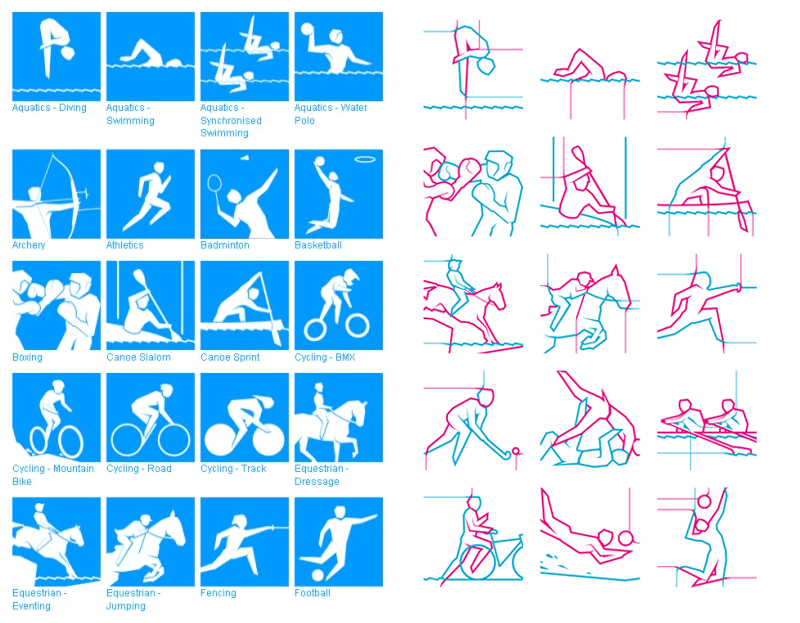 Aquatics - Diving
Aquatics -
Swimming
Aquatics -
Synchronised
Swimming
Aquatics - Water
Polo
Archery
Athletics
Badminton
Basketball
Boxing
Canoe Slalom
Canoe Sprint
Cycling - BMX
Cycling - Mountain
Bike
Cycling - Road
Cycling - Track
Equestrian -
Dressage
Equestrian -
Eventing
Equestrian -
Jumping
Fencing
Football